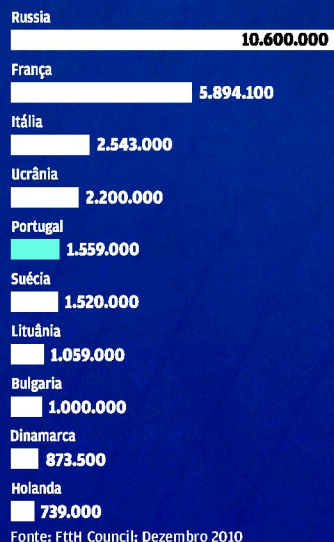 Russia
10.600.000
França
5.894.100
Itália
2.543.000
Ucrânia
2.200.000
Portugal
1.559.000
Suécia
1.520.000
Lituânia
1.059.000
Bulgaria
1.000.000
Dinamarca
873.500
Holanda
739.000
Fonte: FttH Council; Dezembro 2010